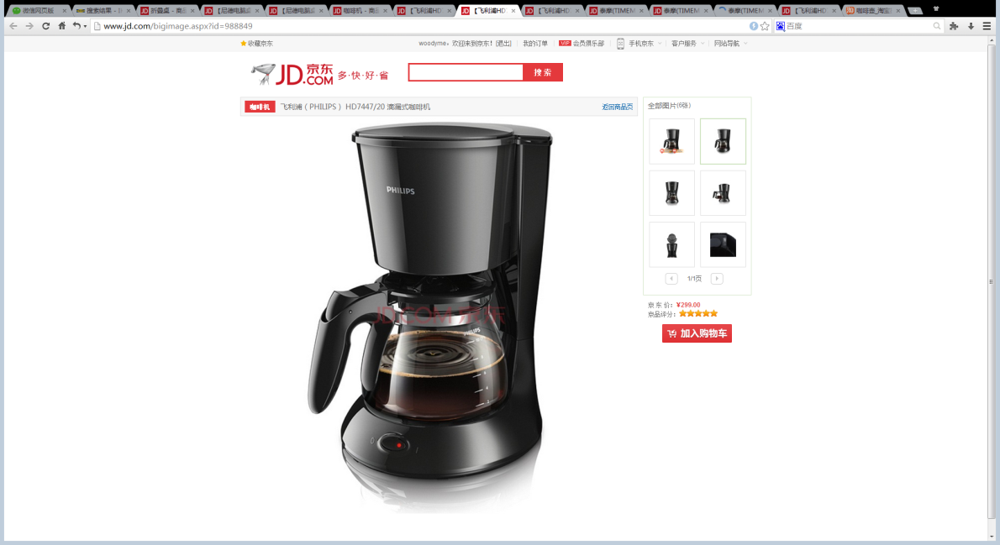 微信网页版
搜索结果 -
折叠桌 - 商
【尼德电脑桌
【尼德电脑桌
咖啡机 - 商
【飞利浦HD
【飞利浦HD
【飞利浦HD
泰摩(TIMEM
泰摩(TIMEM
泰摩(TIMEM
【飞利浦HD
咖啡壶_淘宝
www.jd.com/bigimage.aspx?id=988849
百度
收藏京东
woodyme，欢迎来到京东！[退出]
我的订单
VIP 会员俱乐部
手机京东
客户服务
网站导航
JD.COM 京东
多·快·好·省
搜索
咖啡机
飞利浦（PHILIPS） HD7447/20 滴漏式咖啡机
返回商品页
全部图片(6张)
PHILIPS
JD.COM 京东
PHILIPS
1/1页
京 东 价：¥299.00
京品评分：
加入购物车